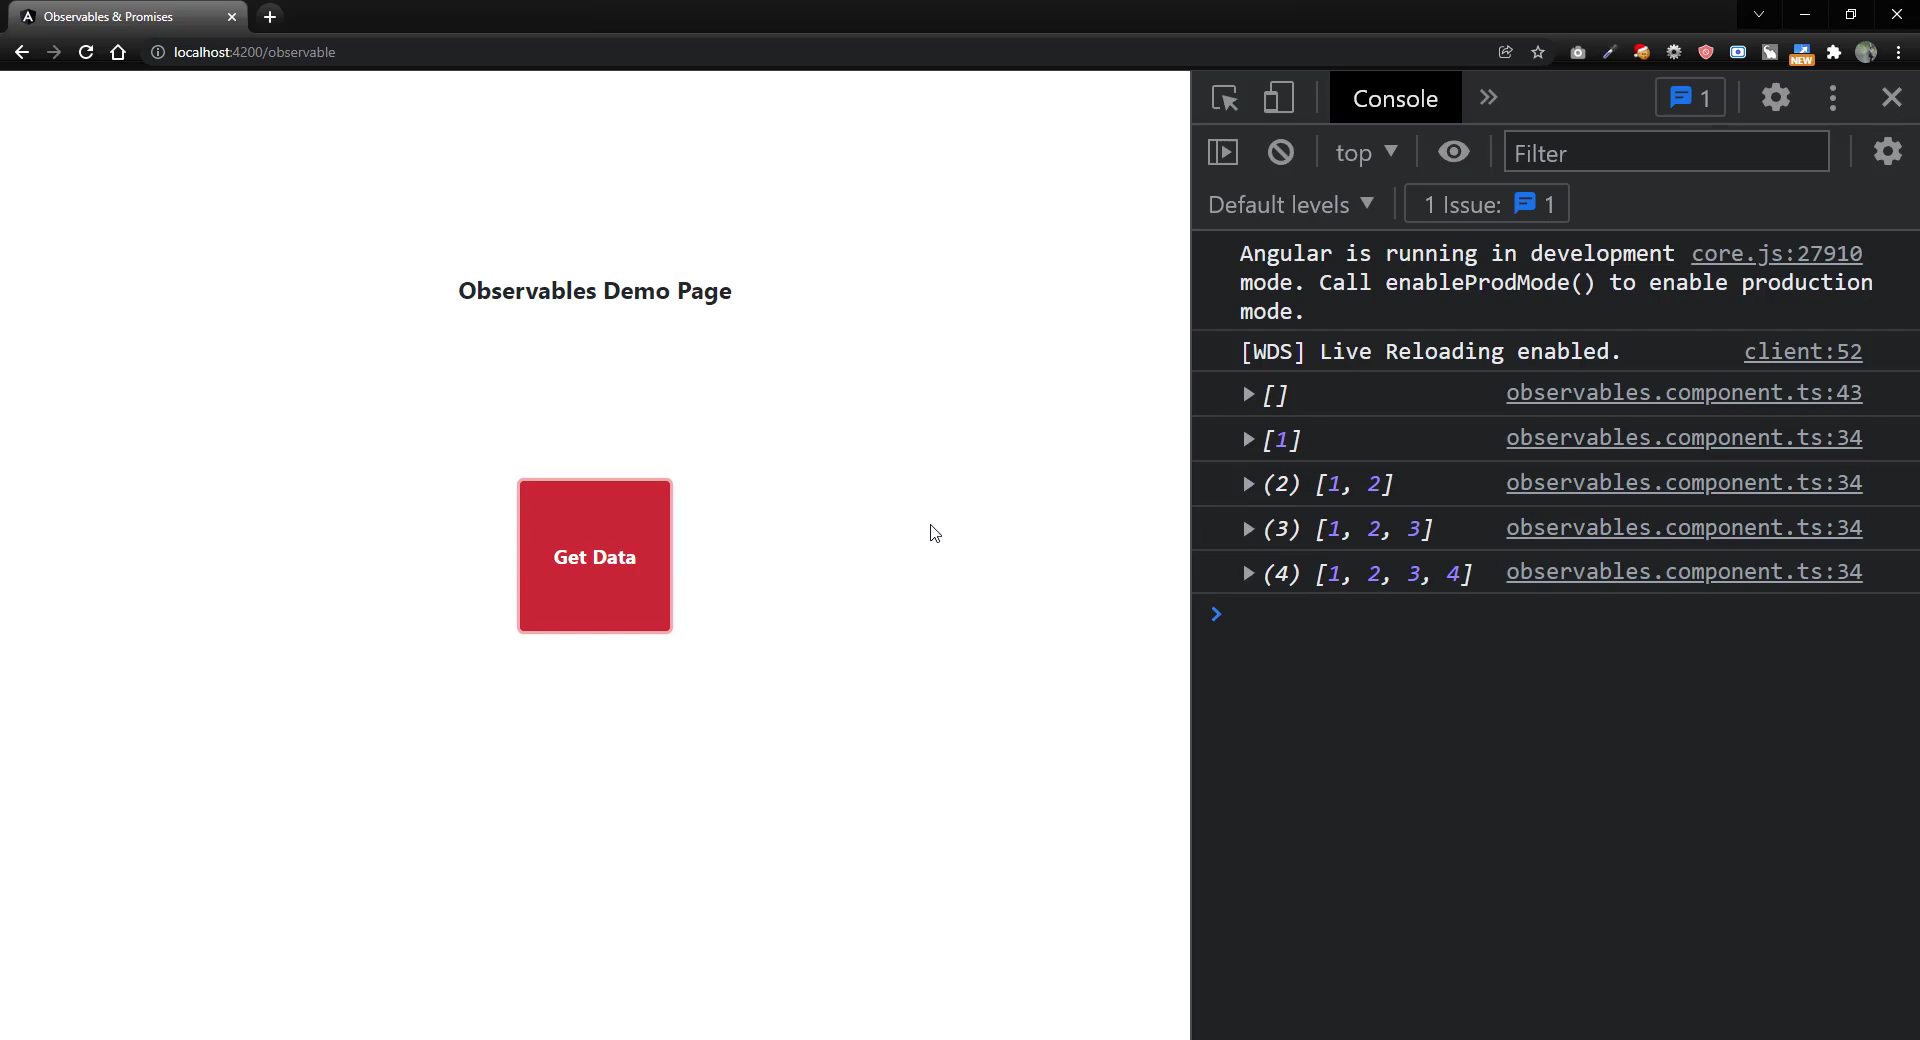 Observables & Promises
localhost:4200/observable
NEW
Console
1
top
Filter
Default levels
1 Issue: 1
Angular is running in development core.js:27910
mode. Call enableProdMode() to enable production
mode.
[WDS] Live Reloading enabled. client:52
[] observables.component.ts:43
[1] observables.component.ts:34
(2) [1, 2] observables.component.ts:34
(3) [1, 2, 3] observables.component.ts:34
(4) [1, 2, 3, 4] observables.component.ts:34
Observables Demo Page
Get Data